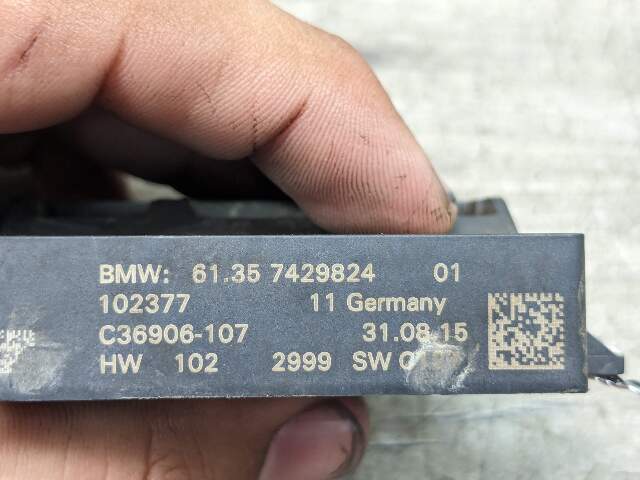 BMW: 61.35 7429824 01
102377 11 Germany
C36906-107 31.08.15
HW 102 2999 SW